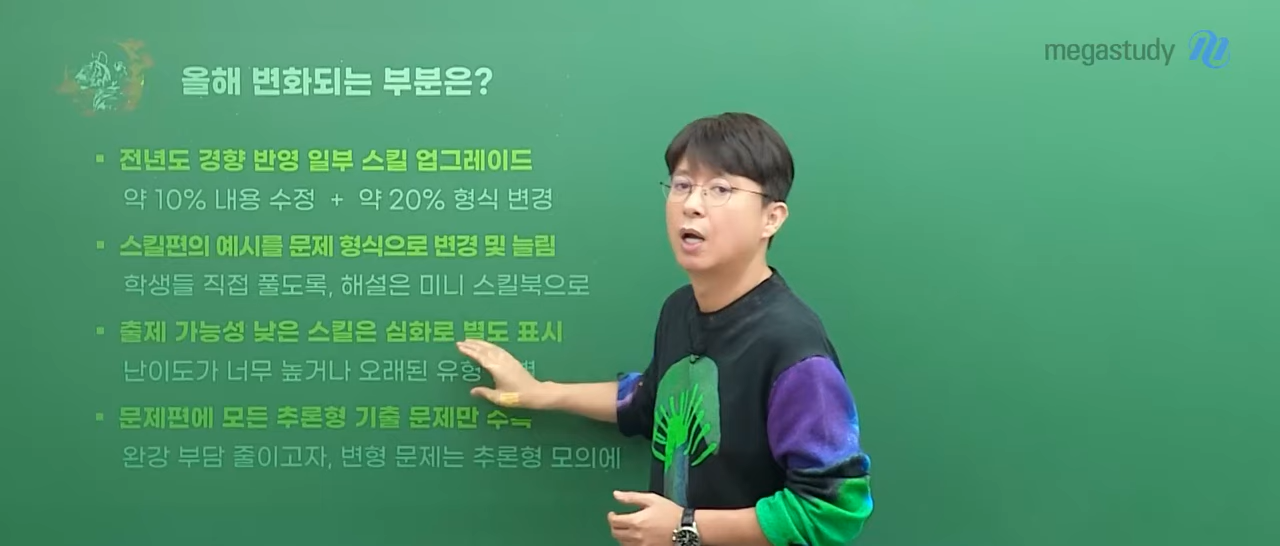 megastudy
올해 변화되는 부분은?
전년도 경향 반영 일부 스킬 업그레이드
약 10% 내용 수정 + 약 20% 형식 변경
스킬편의 예시를 문제 형식으로 변경 및 늘림
학생들 직접 풀도록, 해설은 미니 스킬북으로
출제 가능성 낮은 스킬은 심화로 별도 표시
난이도가 너무 높거나 오래된 유형
문제편에 모든 추론형 기출 문제만 수록
완강 부담 줄이고자, 변형 문제는 추론형 모의에